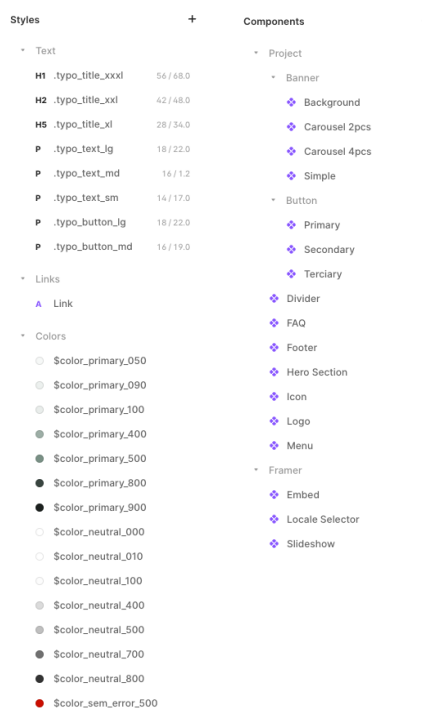 Styles +
Text
H1 .typo_title_xxxl 56 / 68.0
H2 .typo_title_xxl 42 / 48.0
H5 .typo_title_xl 28 / 34.0
P .typo_text_lg 18 / 22.0
P .typo_text_md 16 / 1.2
P .typo_text_sm 14 / 17.0
P .typo_button_lg 18 / 22.0
P .typo_button_md 16 / 19.0
Links
A Link
Colors
$color_primary_050
$color_primary_090
$color_primary_100
$color_primary_400
$color_primary_500
$color_primary_800
$color_primary_900
$color_neutral_000
$color_neutral_010
$color_neutral_100
$color_neutral_400
$color_neutral_500
$color_neutral_700
$color_neutral_800
$color_sem_error_500
Components
Project
Banner
Background
Carousel 2pcs
Carousel 4pcs
Simple
Button
Primary
Secondary
Terciary
Divider
FAQ
Footer
Hero Section
Icon
Logo
Menu
Framer
Embed
Locale Selector
Slideshow